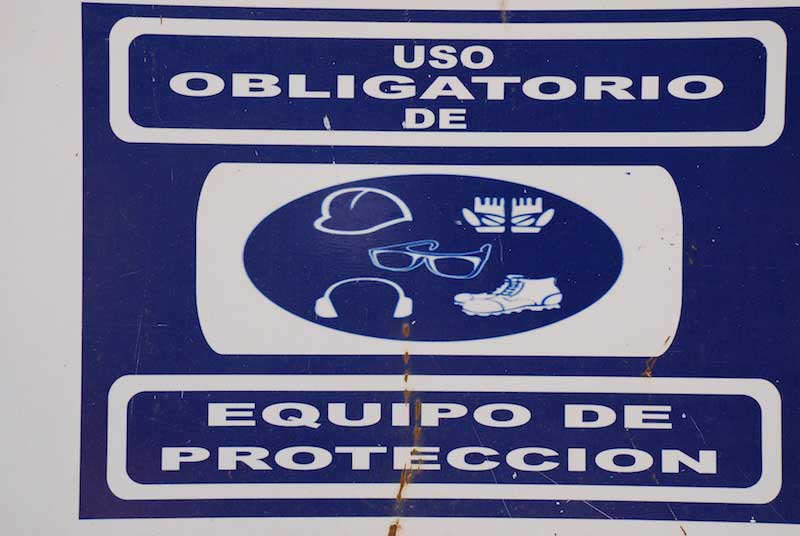 USO
OBLIGATORIO
DE
EQUIPO DE
PROTECCION